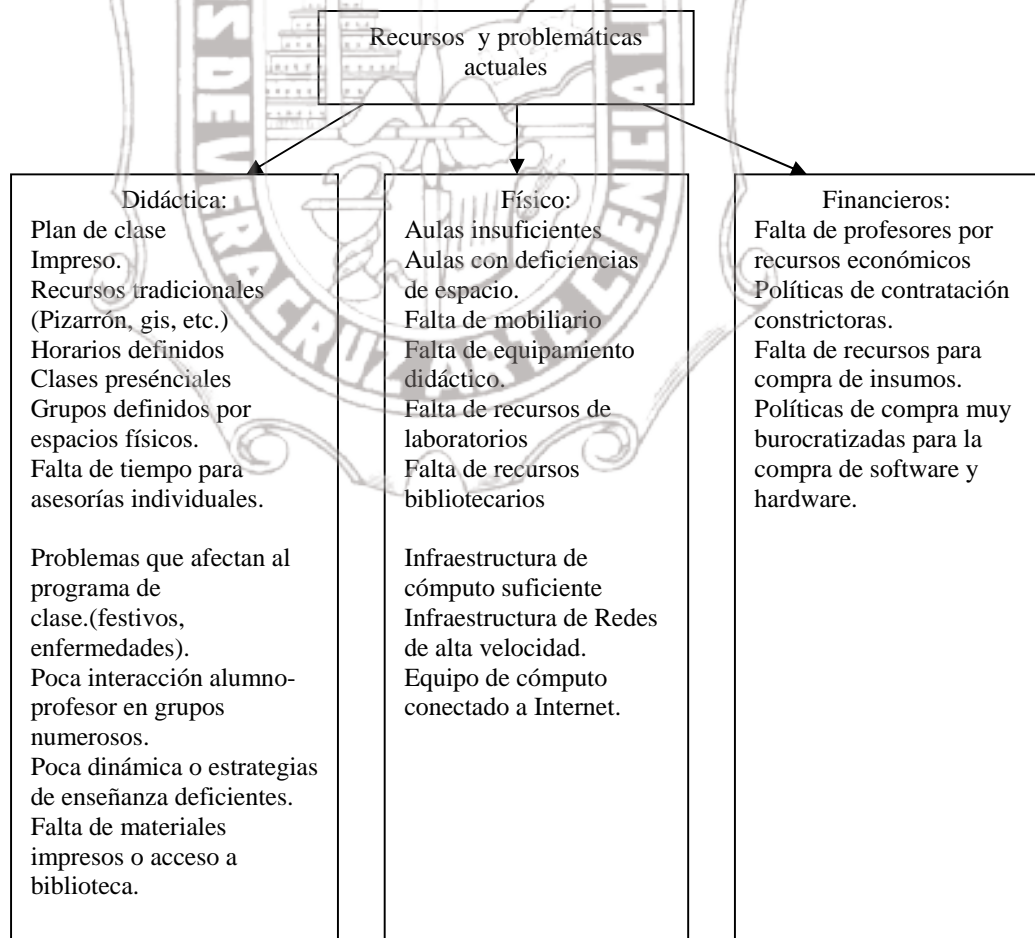 Recursos y problemáticas
actuales
Didáctica:
Plan de clase
Impreso.
Recursos tradicionales
(Pizarrón, gis, etc.)
Horarios definidos
Clases presénciales
Grupos definidos por
espacios físicos.
Falta de tiempo para
asesorías individuales.
Problemas que afectan al
programa de
clase.(festivos,
enfermedades).
Poca interacción alumno-
profesor en grupos
numerosos.
Poca dinámica o estrategias
de enseñanza deficientes.
Falta de materiales
impresos o acceso a
biblioteca.
Físico:
Aulas insuficientes
Aulas con deficiencias
de espacio.
Falta de mobiliario
Falta de equipamiento
didáctico.
Falta de recursos de
laboratorios
Falta de recursos
bibliotecarios
Infraestructura de
cómputo suficiente
Infraestructura de Redes
de alta velocidad.
Equipo de cómputo
conectado a Internet.
Financieros:
Falta de profesores por
recursos económicos
Políticas de contratación
constrictoras.
Falta de recursos para
compra de insumos.
Políticas de compra muy
burocratizadas para la
compra de software y
hardware.